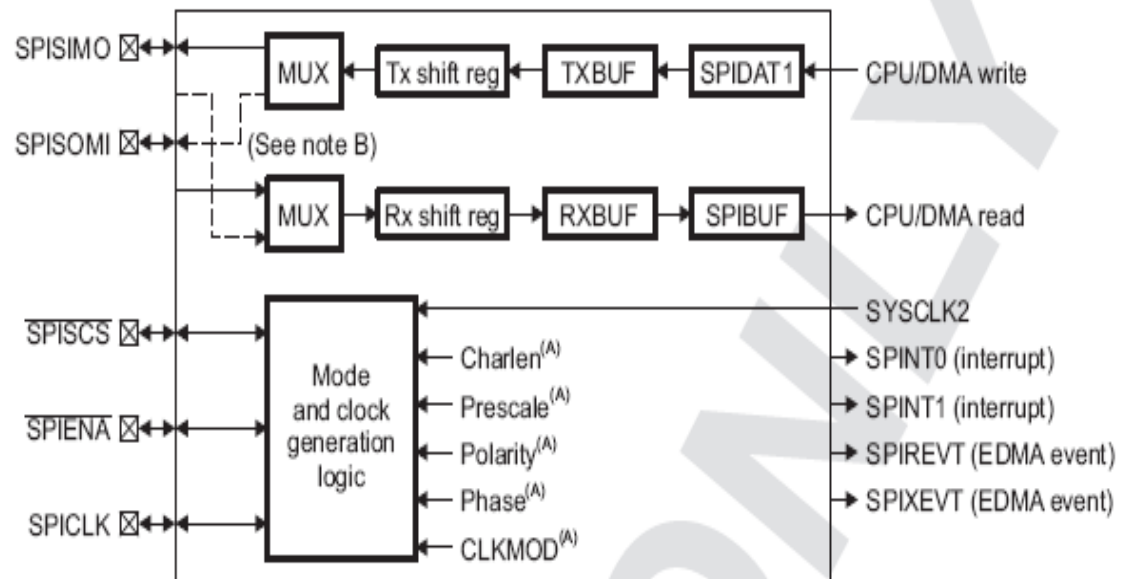 SPISIMO
MUX
Tx shift reg
TXBUF
SPIDAT1
CPU/DMA write
SPISOMI
(See note B)
MUX
Rx shift reg
RXBUF
SPIBUF
CPU/DMA read
SYSCLK2
SPISCS
Mode
and clock
generation
logic
Charlen(A)
SPINT0 (interrupt)
Prescale(A)
SPINT1 (interrupt)
SPIENA
Polarity(A)
SPIREVT (EDMA event)
Phase(A)
SPIXEVT (EDMA event)
SPICLK
CLKMOD(A)
ONLY